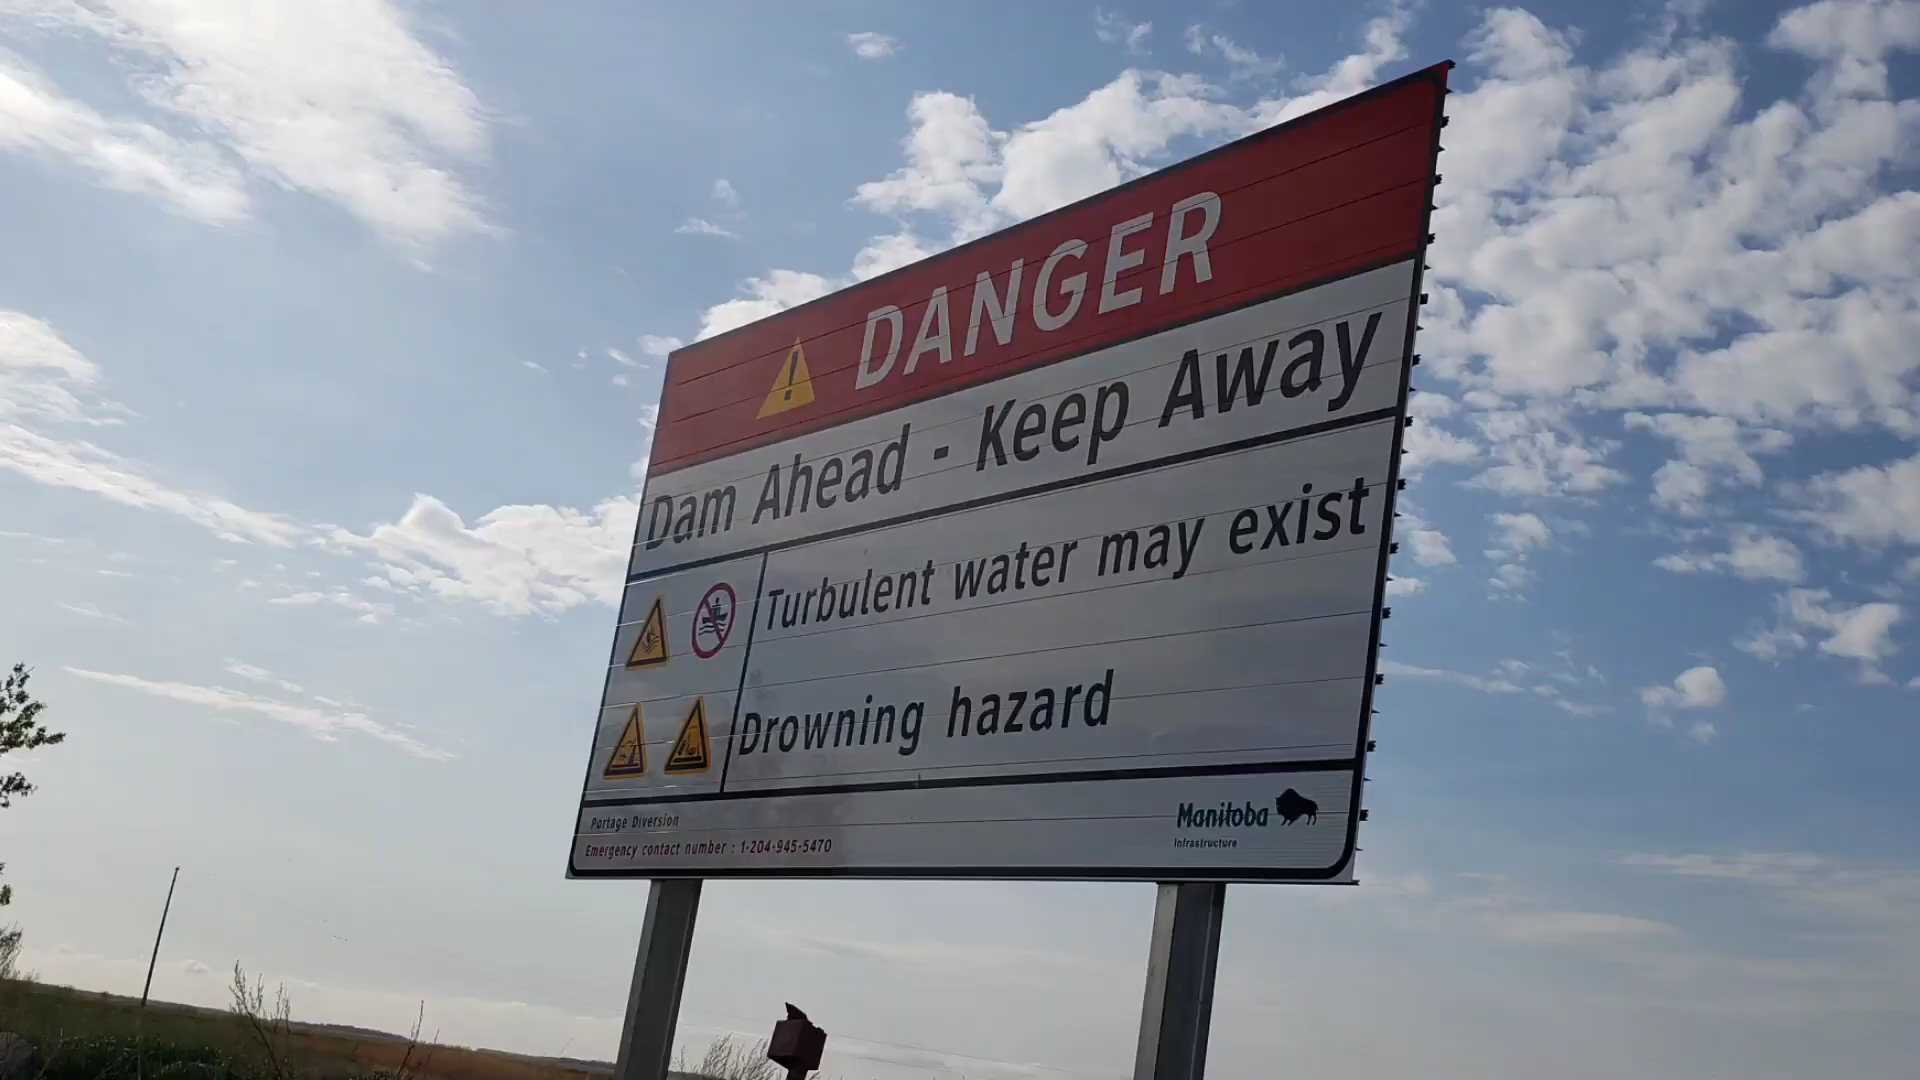 DANGER
Dam Ahead - Keep Away
Turbulent water may exist
Drowning hazard
Portage Diversion
Emergency contact number : 1-204-945-5470
Manitoba
Infrastructure